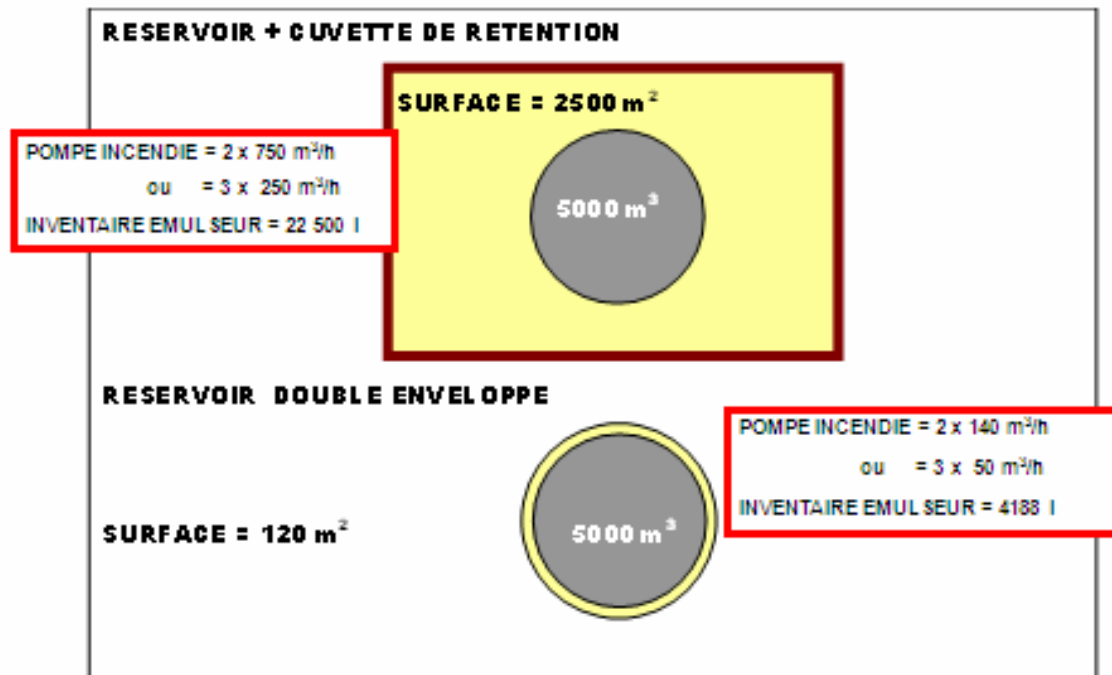 RESERVOIR + CUVETTE DE RETENTION
SURFACE = 2500 m²
POMPE INCENDIE = 2 x 750 m³/h
ou = 3 x 250 m³/h
INVENTAIRE EMULSEUR = 22 500 l
5000 m³
RESERVOIR DOUBLE ENVELOPPE
POMPE INCENDIE = 2 x 140 m³/h
ou = 3 x 50 m³/h
INVENTAIRE EMULSEUR = 4188 l
SURFACE = 120 m²
5000 m³